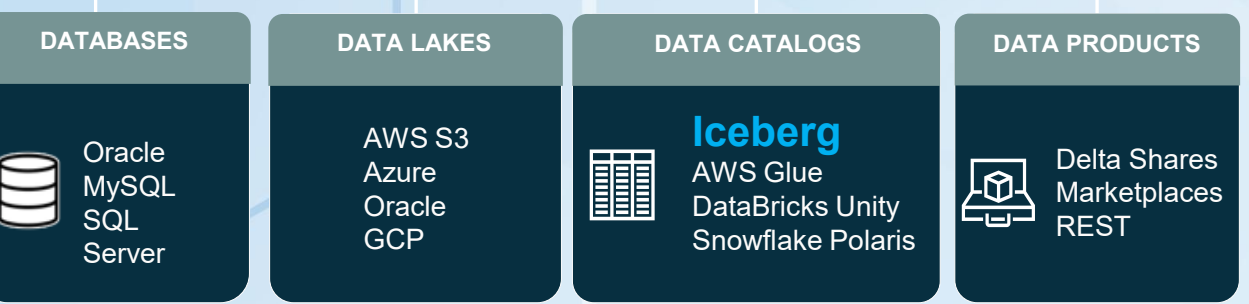 DATABASES
Oracle
MySQL
SQL
Server
DATA LAKES
AWS S3
Azure
Oracle
GCP
DATA CATALOGS
Iceberg
AWS Glue
DataBricks Unity
Snowflake Polaris
DATA PRODUCTS
Delta Shares
Marketplaces
REST